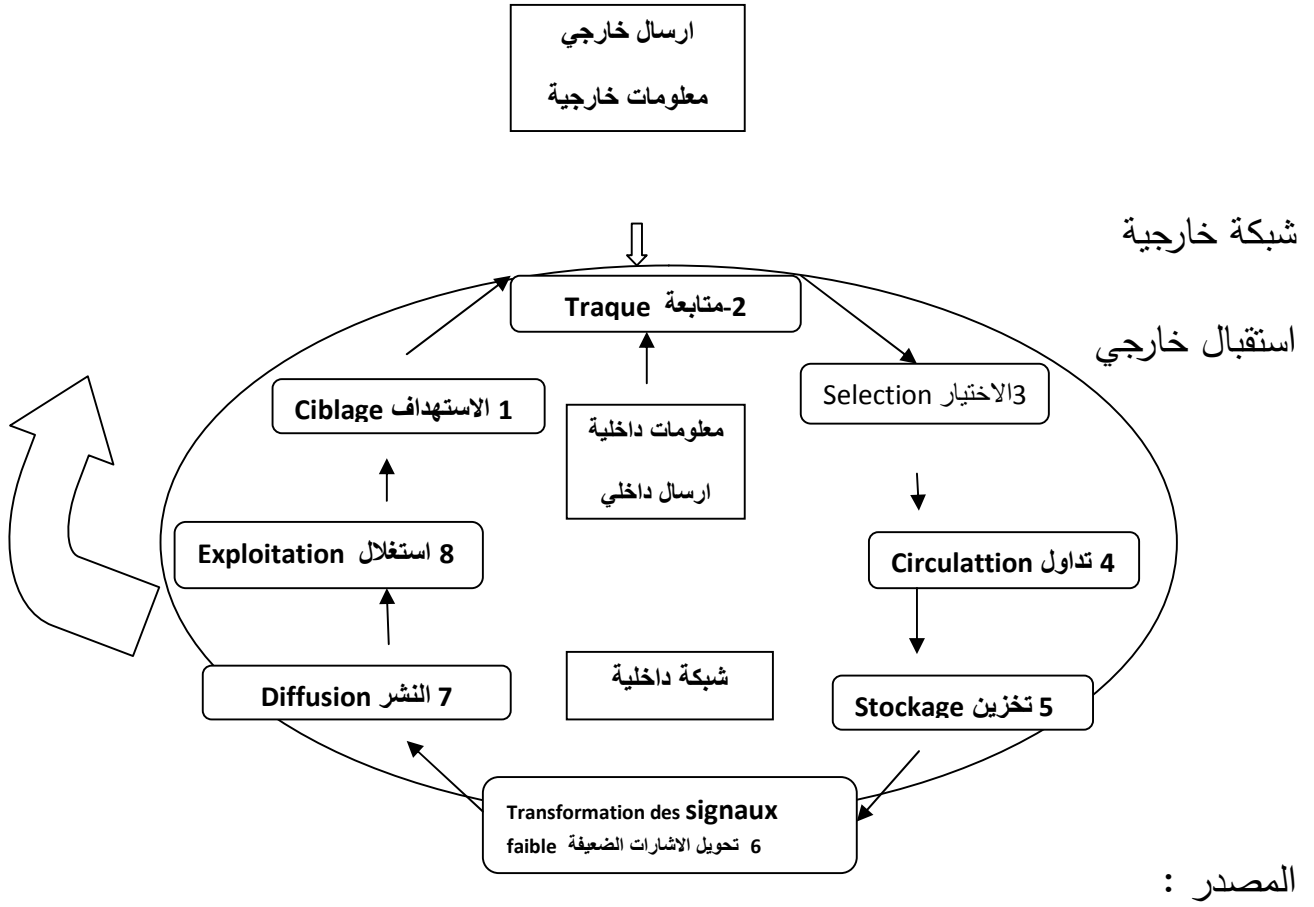 ارسال خارجي
معلومات خارجية
شبكة خارجية
2-متابعة Traque
استقبال خارجي
3الاختيار Selection
1 الاستهداف Ciblage
معلومات داخلية
ارسال داخلي
8 استغلال Exploitation
4 تداول Circulattion
شبكة داخلية
7 النشر Diffusion
5 تخزين Stockage
Transformation des signaux
6 تحويل الاشارات الضعيفة faible
المصدر :